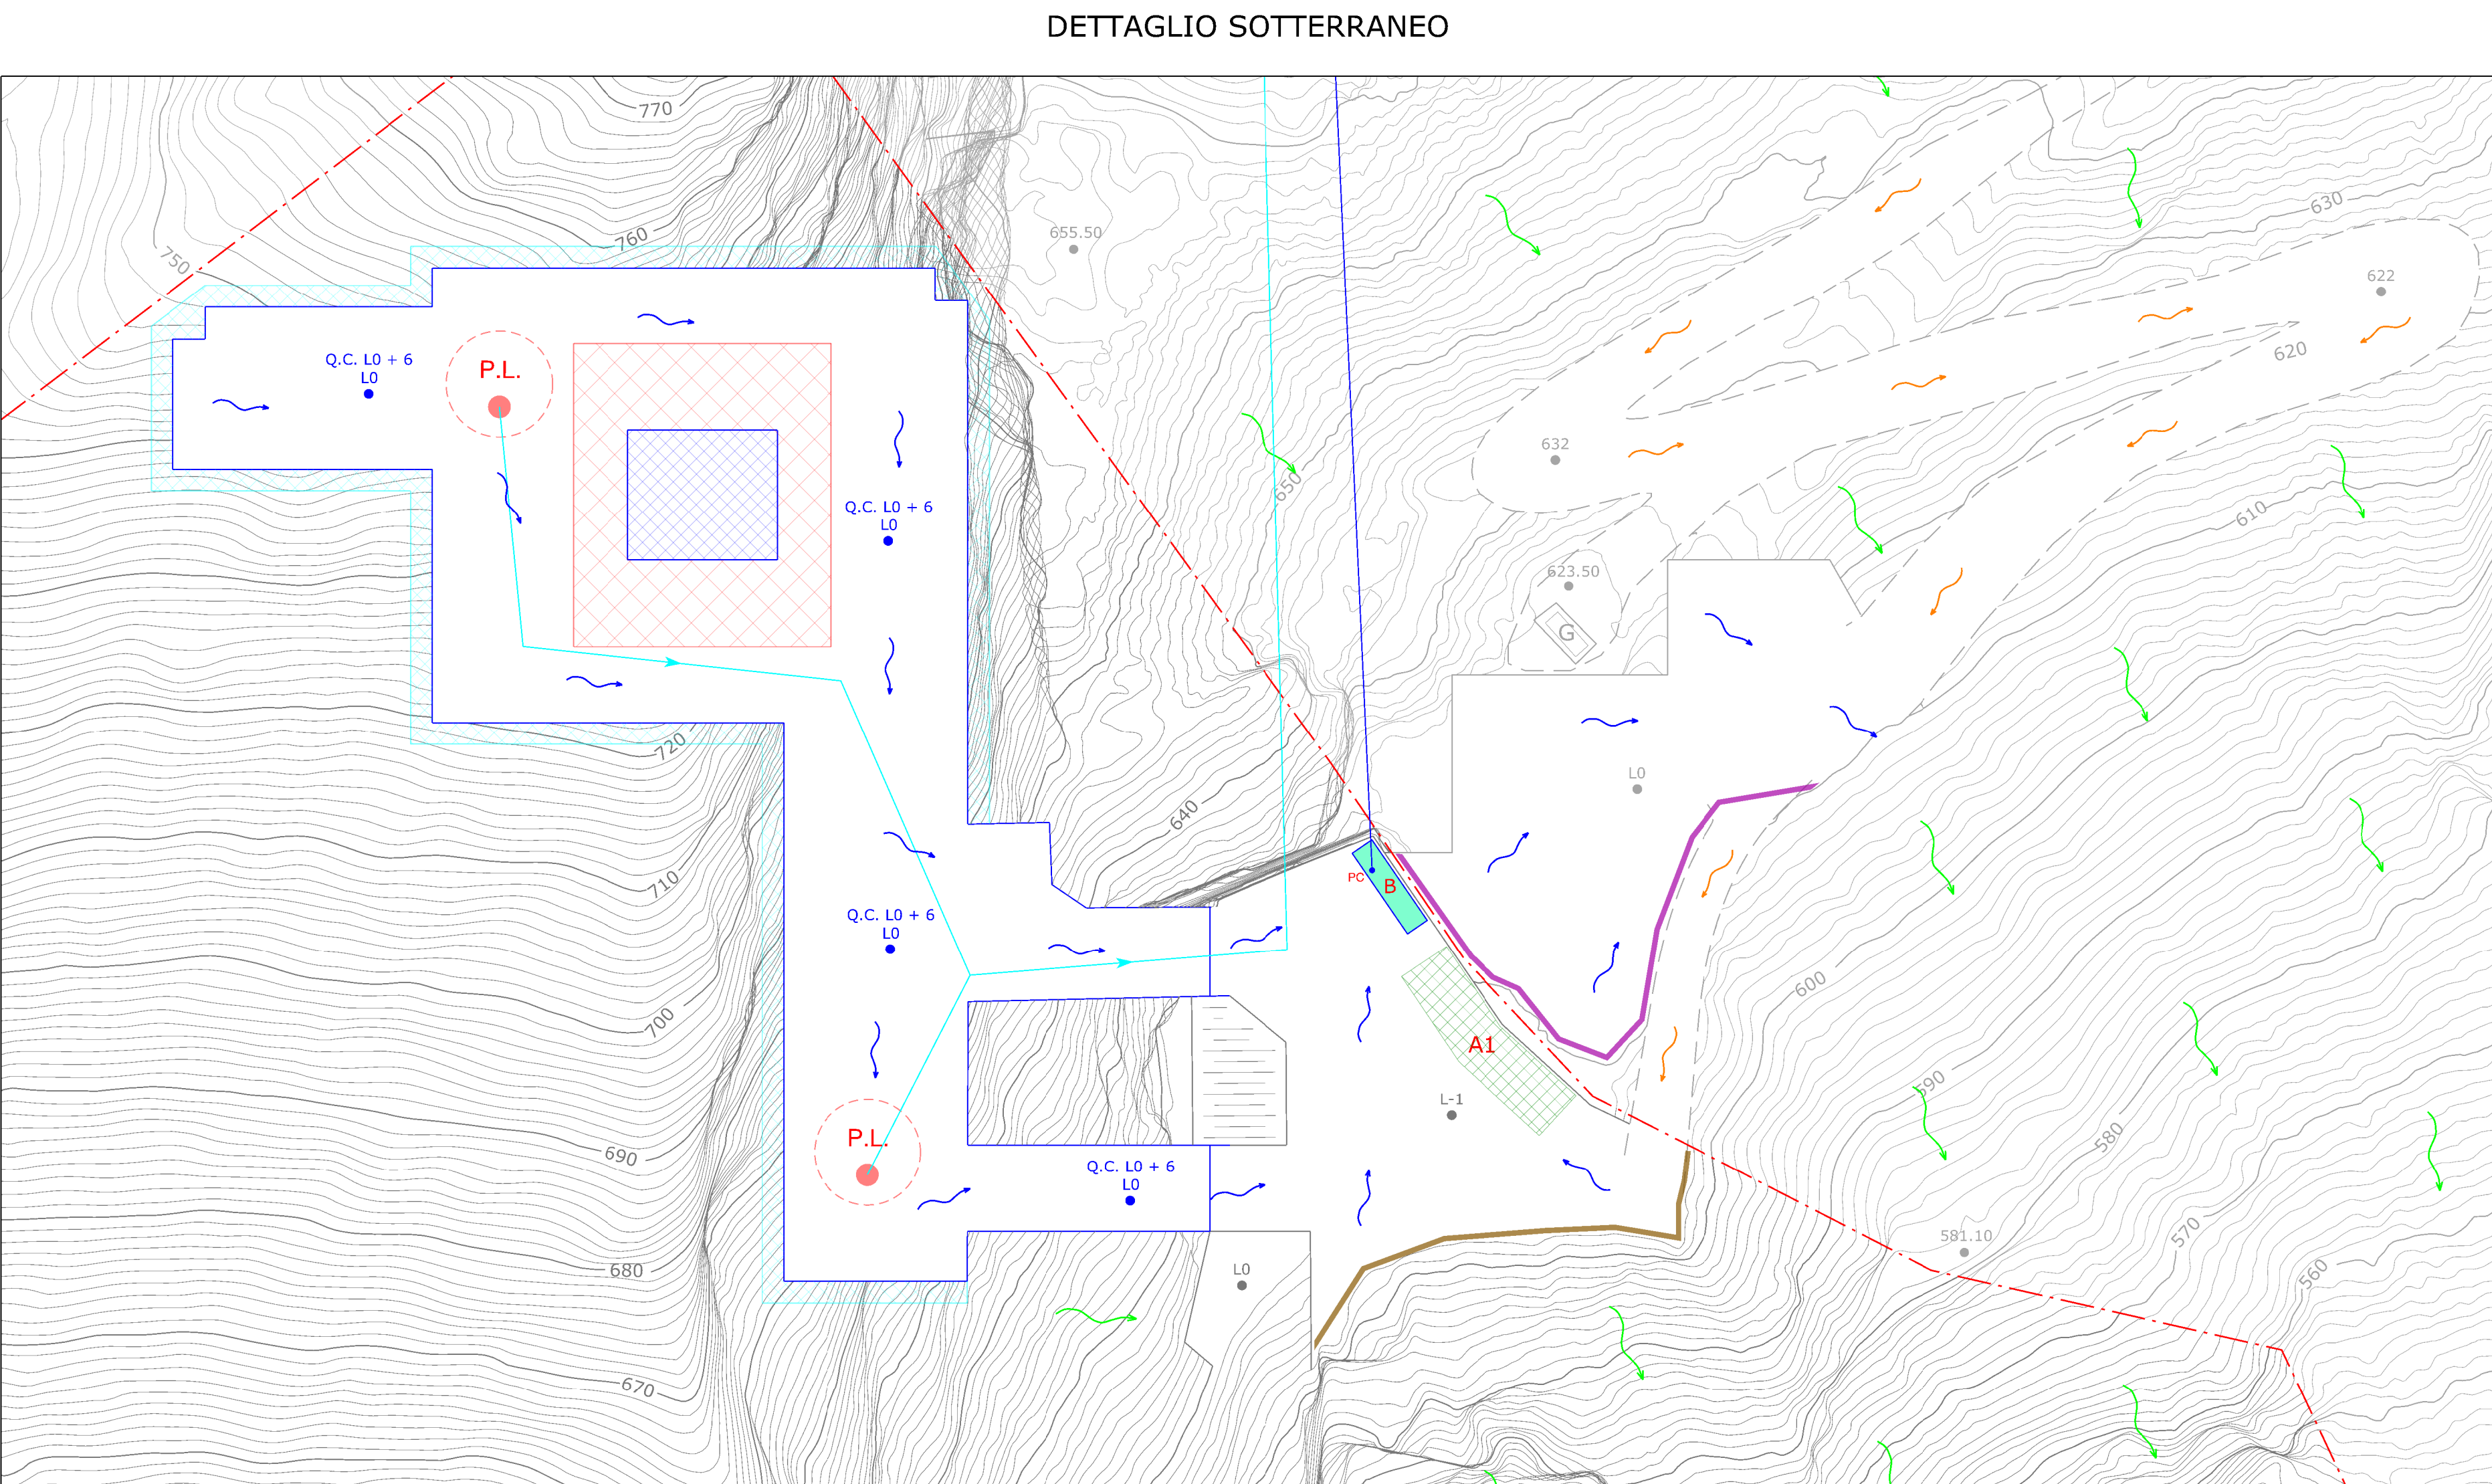 DETTAGLIO SOTTERRANEO
770
760
750
655.50
630
622
620
Q.C. L0 + 6
L0
P.L.
632
650
Q.C. L0 + 6
L0
610
623.50
G
720
640
L0
710
PC
B
Q.C. L0 + 6
L0
600
700
A1
590
L-1
580
P.L.
690
Q.C. L0 + 6
L0
570
581.10
680
L0
560
670